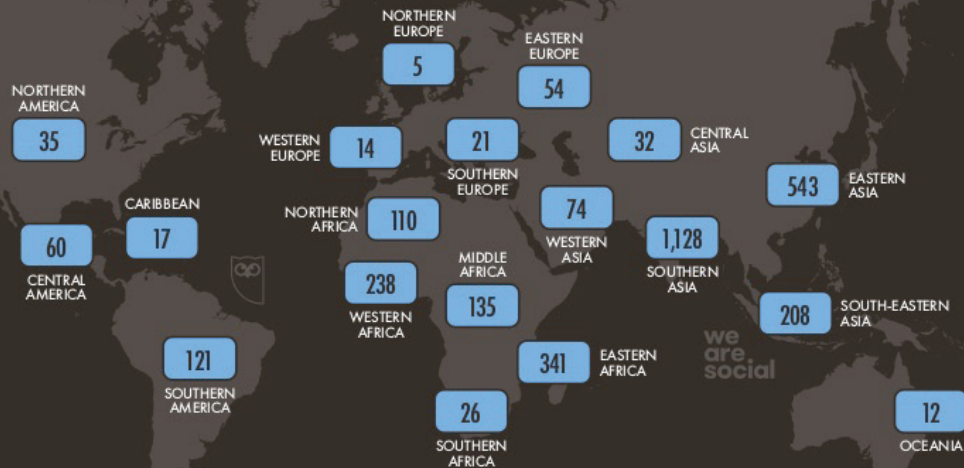 NORTHERN
EUROPE
5
EASTERN
EUROPE
54
NORTHERN
AMERICA
35
WESTERN
EUROPE
14
21
SOUTHERN
EUROPE
32
CENTRAL
ASIA
543
EASTERN
ASIA
CARIBBEAN
17
60
CENTRAL
AMERICA
NORTHERN
AFRICA
110
74
WESTERN
ASIA
1,128
SOUTHERN
ASIA
238
WESTERN
AFRICA
MIDDLE
AFRICA
135
208
SOUTH-EASTERN
ASIA
we
are
social
121
SOUTHERN
AMERICA
341
EASTERN
AFRICA
26
SOUTHERN
AFRICA
12
OCEANIA